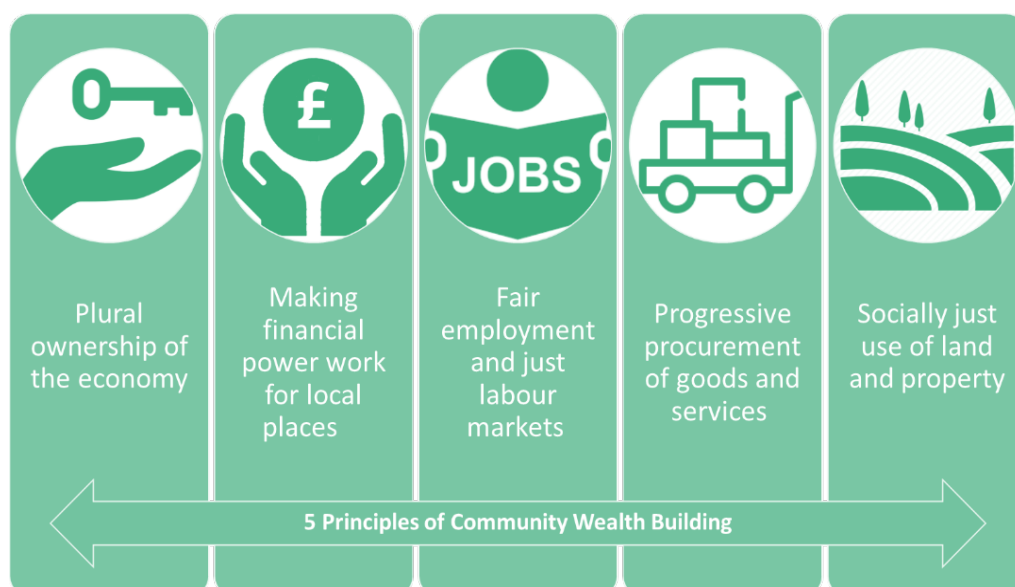 £
JOBS
Plural
ownership of
the economy
Making
financial
power work
for local
places
Fair
employment
and just
labour
markets
Progressive
procurement
of goods and
services
Socially just
use of land
and property
5 Principles of Community Wealth Building